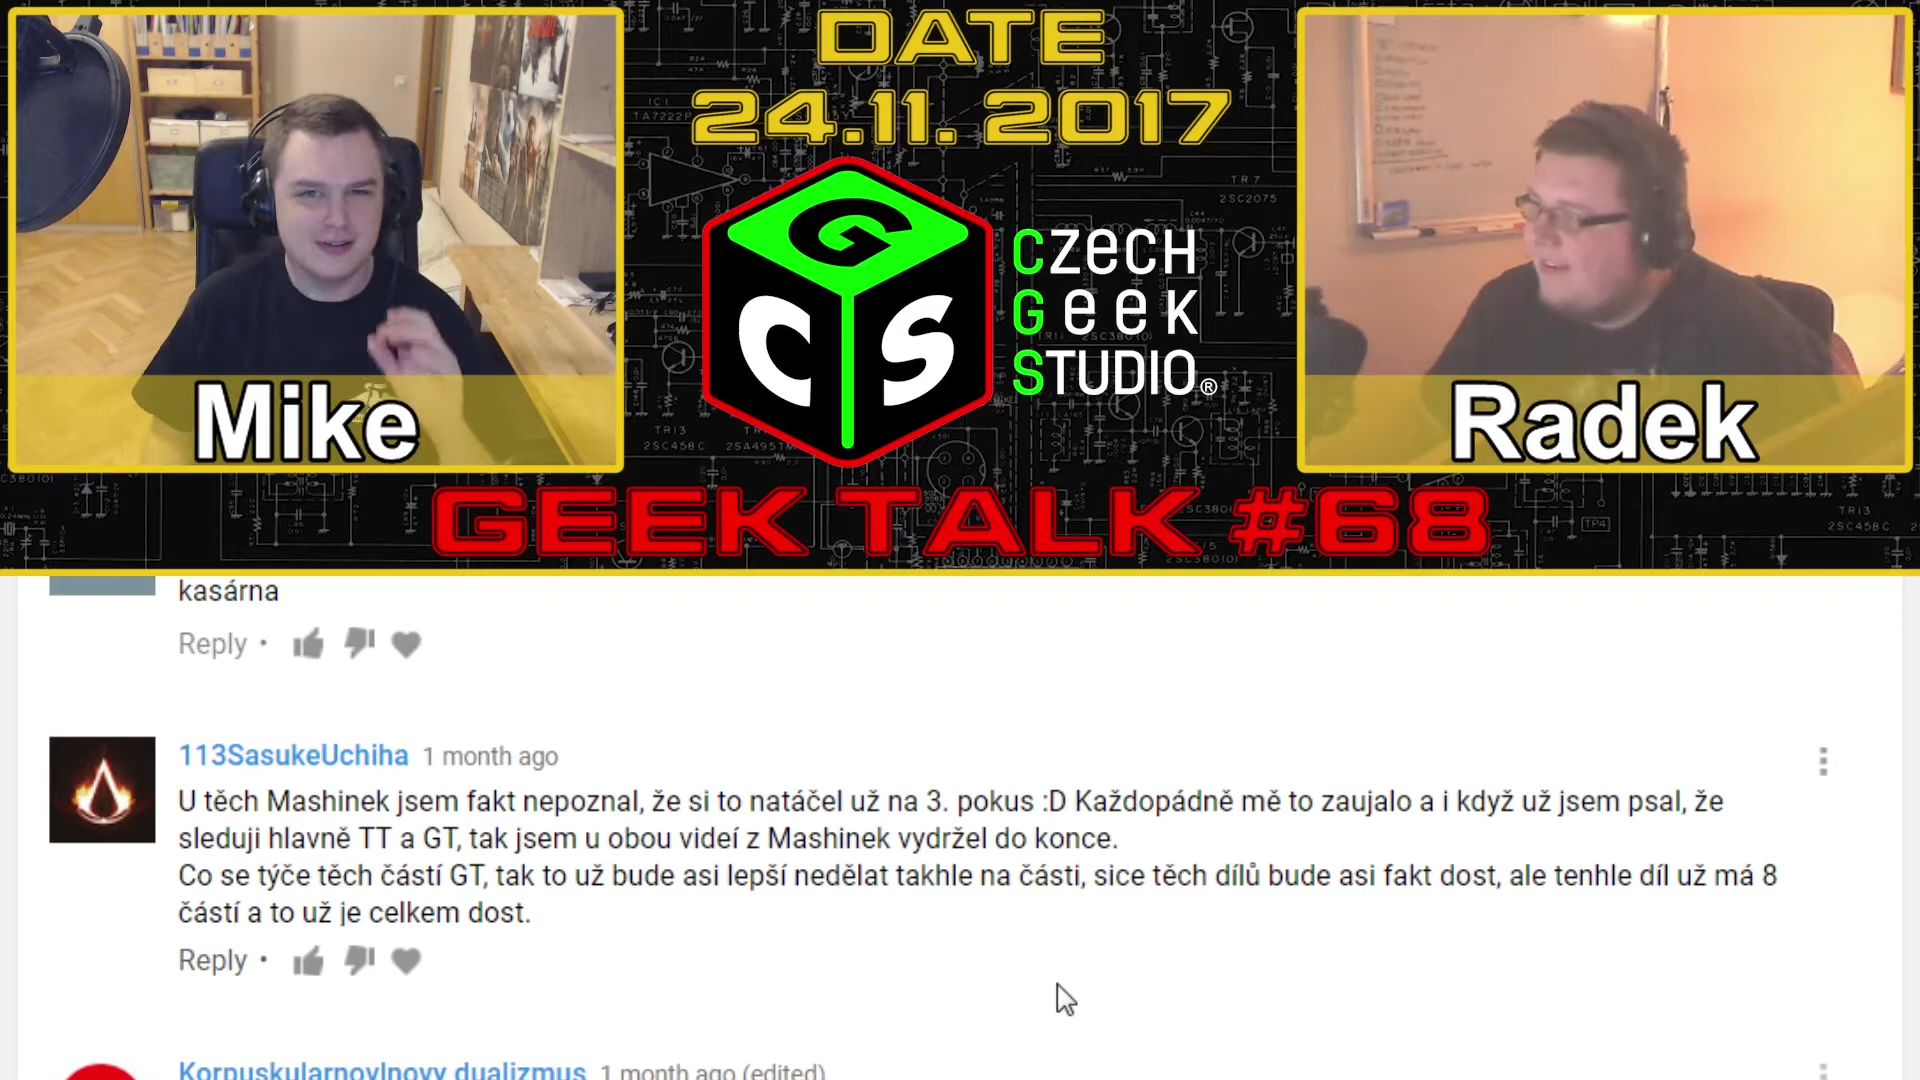 DATE
24.11.2017
G
C S
CZECH
GEEK
STUDIO®
Mike
Radek
GEEK TALK #68
kasárna
Reply •
113SasukeUchiha 1 month ago
U těch Mashinek jsem fakt nepoznal, že si to natáčel už na 3. pokus :D Každopádně mě to zaujalo a i když už jsem psal, že
sleduji hlavně TT a GT, tak jsem u obou videí z Mashinek vydržel do konce.
Co se týče těch částí GT, tak to už bude asi lepší nedělat takhle na části, sice těch dílů bude asi fakt dost, ale tenhle díl už má 8
částí a to už je celkem dost.
Reply •
Korpuskularnovlnovy dualizmus 1 month ago (edited)